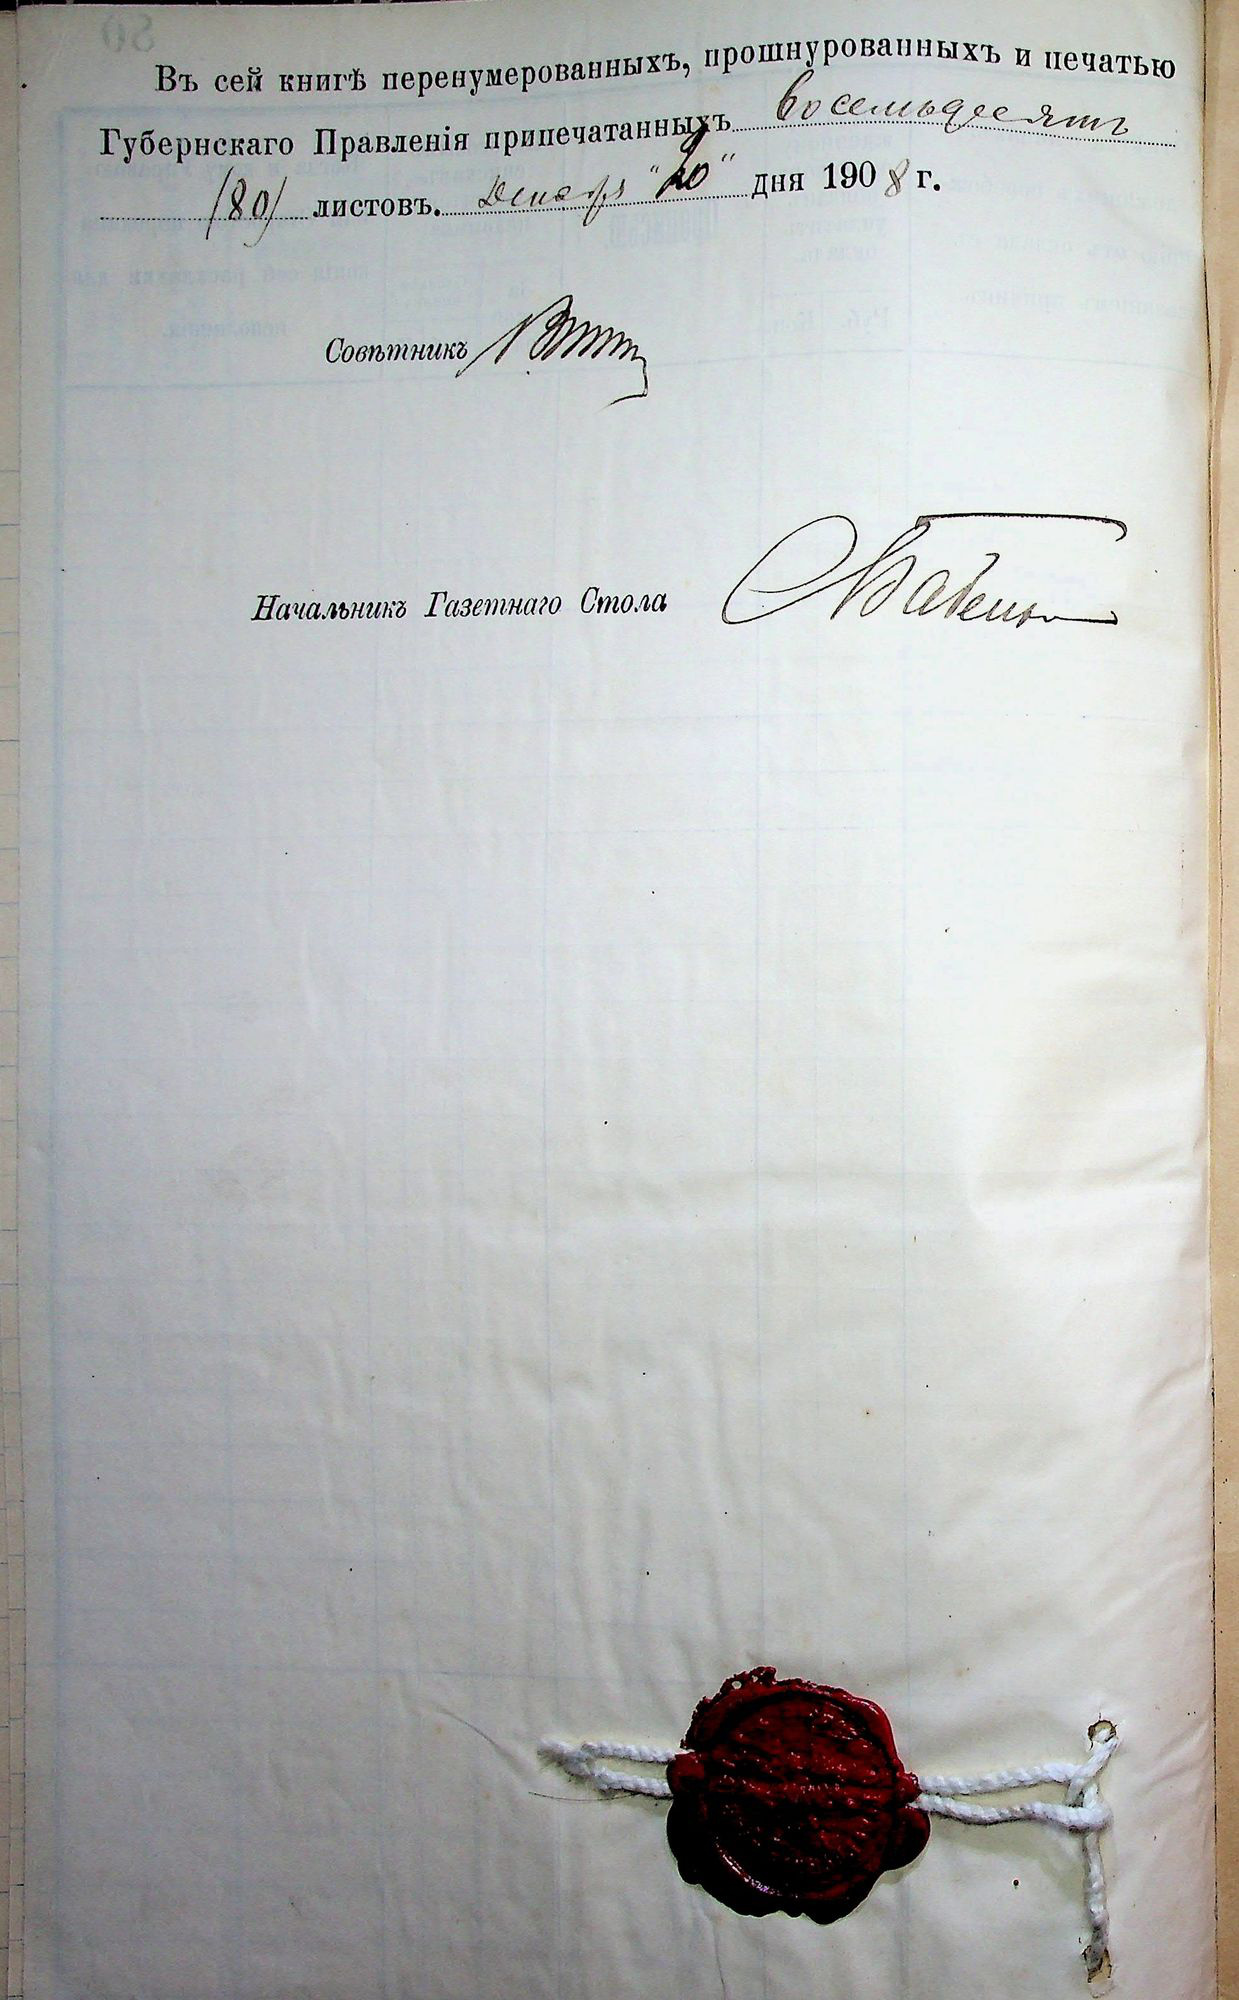 Въ сей книгѣ перенумерованныхъ, прошнурованныхъ и печатью
Губернскаго Правленія припечатанныхъ восемьдесятъ
(80) листовъ. Декабря "20" дня 1908 г.
Совѣтникъ
Начальникъ Газетнаго Стола